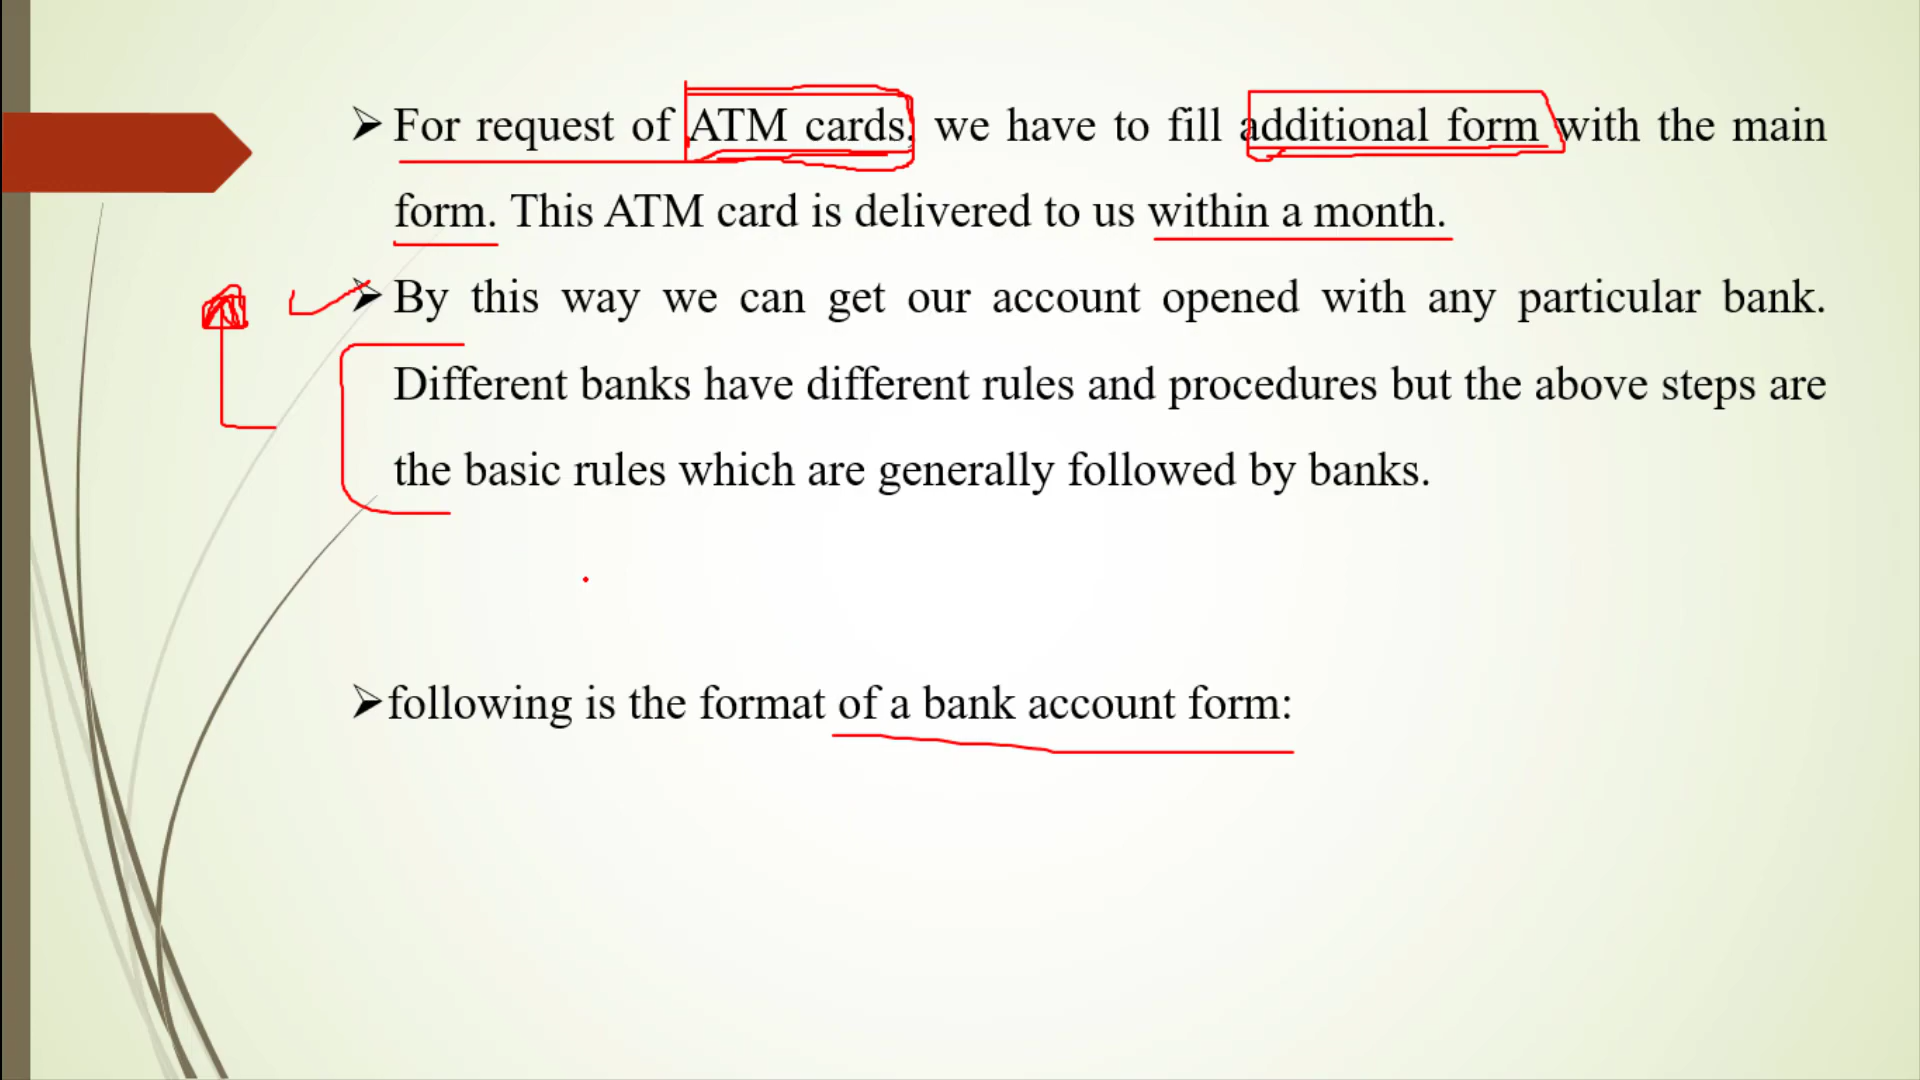 ➢ For request of ATM cards, we have to fill additional form with the main
form. This ATM card is delivered to us within a month.
➢ By this way we can get our account opened with any particular bank.
Different banks have different rules and procedures but the above steps are
the basic rules which are generally followed by banks.
➢ following is the format of a bank account form: